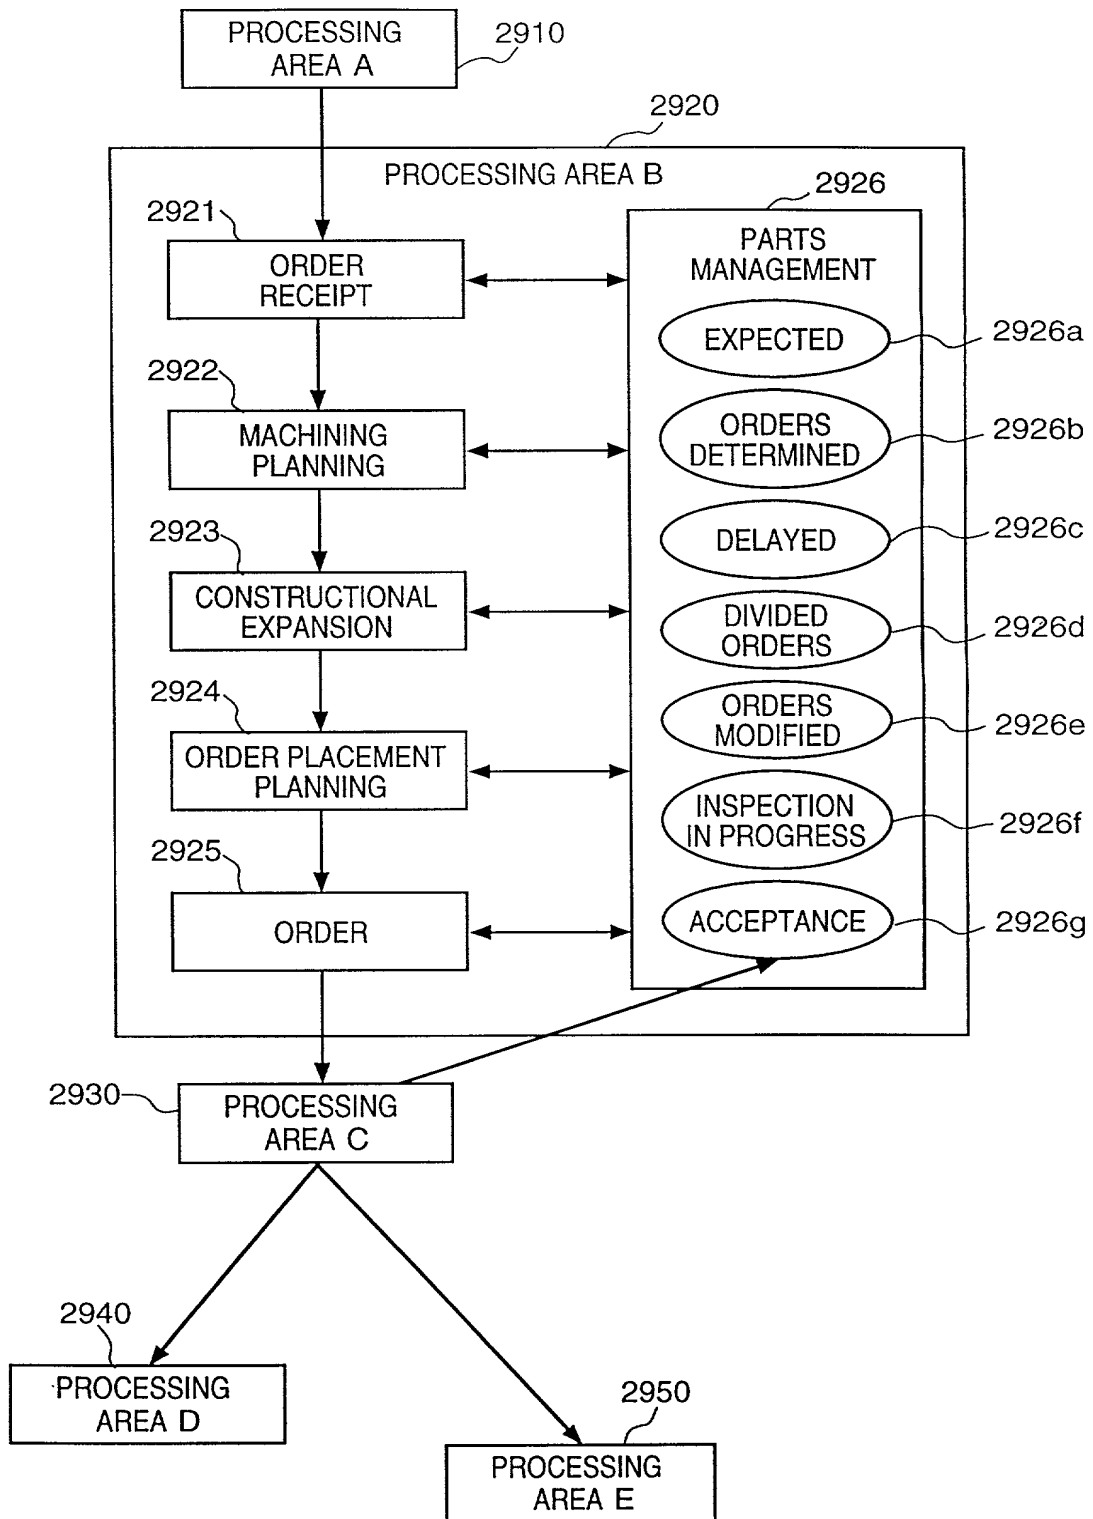 PROCESSING
AREA A
2910
2920
PROCESSING AREA B
2926
2921
ORDER
RECEIPT
PARTS
MANAGEMENT
EXPECTED
2926a
2922
MACHINING
PLANNING
ORDERS
DETERMINED
2926b
2923
CONSTRUCTIONAL
EXPANSION
DELAYED
2926c
DIVIDED
ORDERS
2926d
2924
ORDER PLACEMENT
PLANNING
ORDERS
MODIFIED
2926e
INSPECTION
IN PROGRESS
2926f
2925
ORDER
ACCEPTANCE
2926g
2930
PROCESSING
AREA C
2940
PROCESSING
AREA D
2950
PROCESSING
AREA E